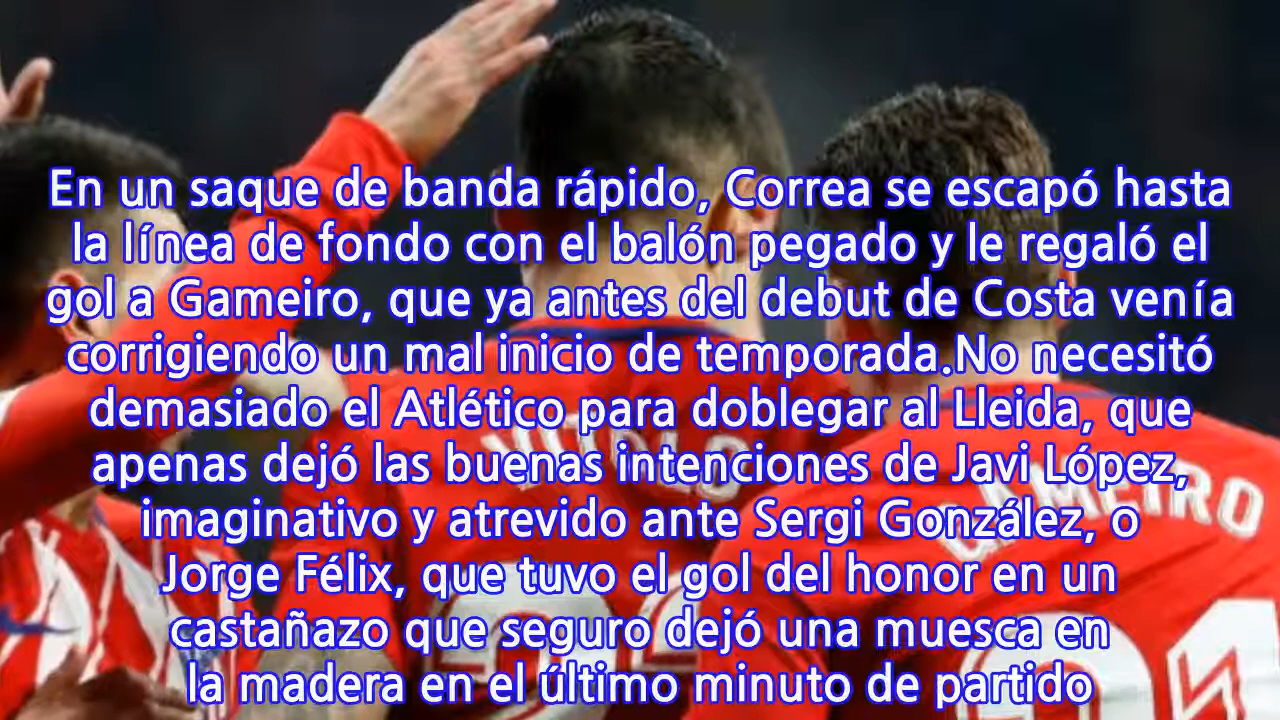 En un saque de banda rápido, Correa se escapó hasta
la línea de fondo con el balón pegado y le regaló el
gol a Gameiro, que ya antes del debut de Costa venía
corrigiendo un mal inicio de temporada.No necesitó
demasiado el Atlético para doblegar al Lleida, que
apenas dejó las buenas intenciones de Javi López,
imaginativo y atrevido ante Sergi González, o
Jorge Félix, que tuvo el gol del honor en un
castañazo que seguro dejó una muesca en
la madera en el último minuto de partido
GAMEIRO